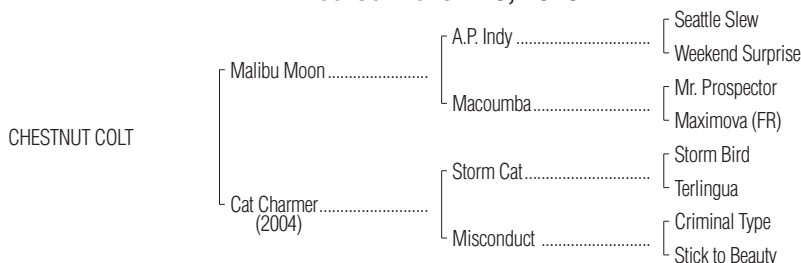 Seattle Slew
A.P. Indy
Weekend Surprise
Malibu Moon
Mr. Prospector
Macoumba
Maximova (FR)
CHESTNUT COLT
Storm Bird
Storm Cat
Terlingua
Cat Charmer
(2004)
Criminal Type
Misconduct
Stick to Beauty